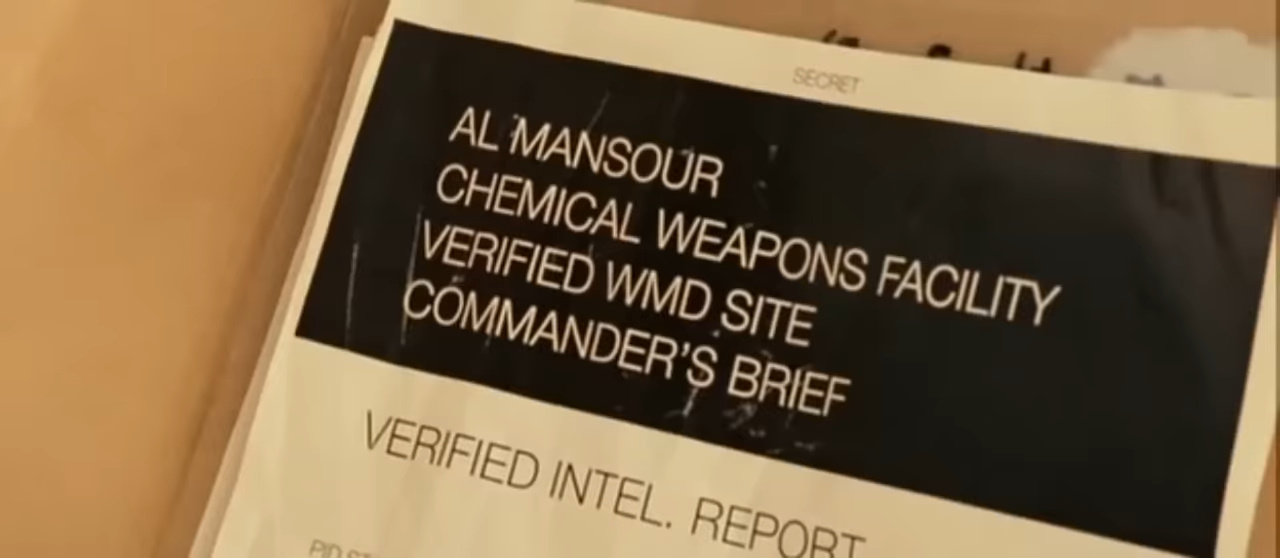 SECRET
AL MANSOUR
CHEMICAL WEAPONS FACILITY
VERIFIED WMD SITE
COMMANDER'S BRIEF
VERIFIED INTEL. REPORT